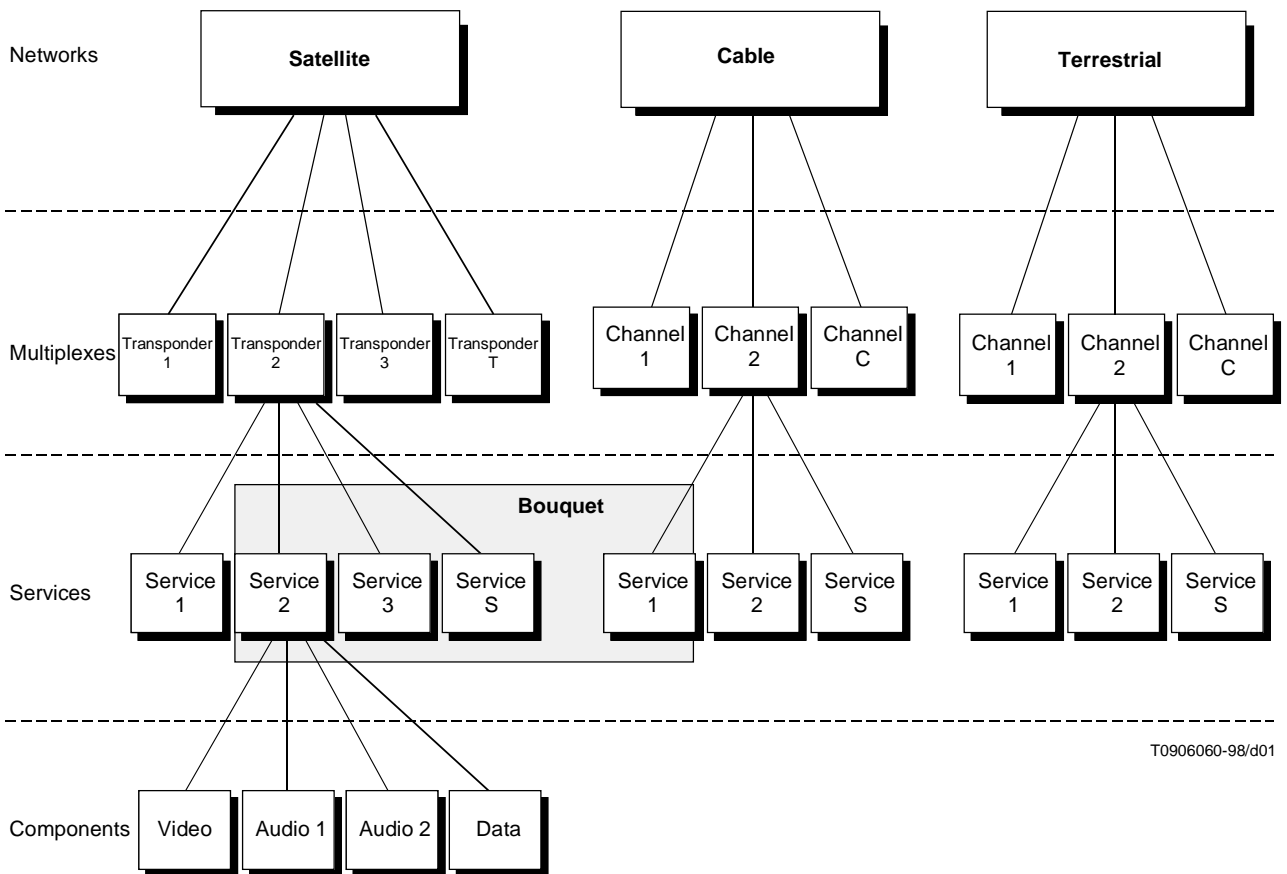 Networks
Satellite
Cable
Terrestrial
Multiplexes
Transponder
1
Transponder
2
Transponder
3
Transponder
T
Channel
1
Channel
2
Channel
C
Channel
1
Channel
2
Channel
C
Bouquet
Services
Service
1
Service
2
Service
3
Service
S
Service
1
Service
2
Service
S
Service
1
Service
2
Service
S
T0906060-98/d01
Components
Video
Audio 1
Audio 2
Data